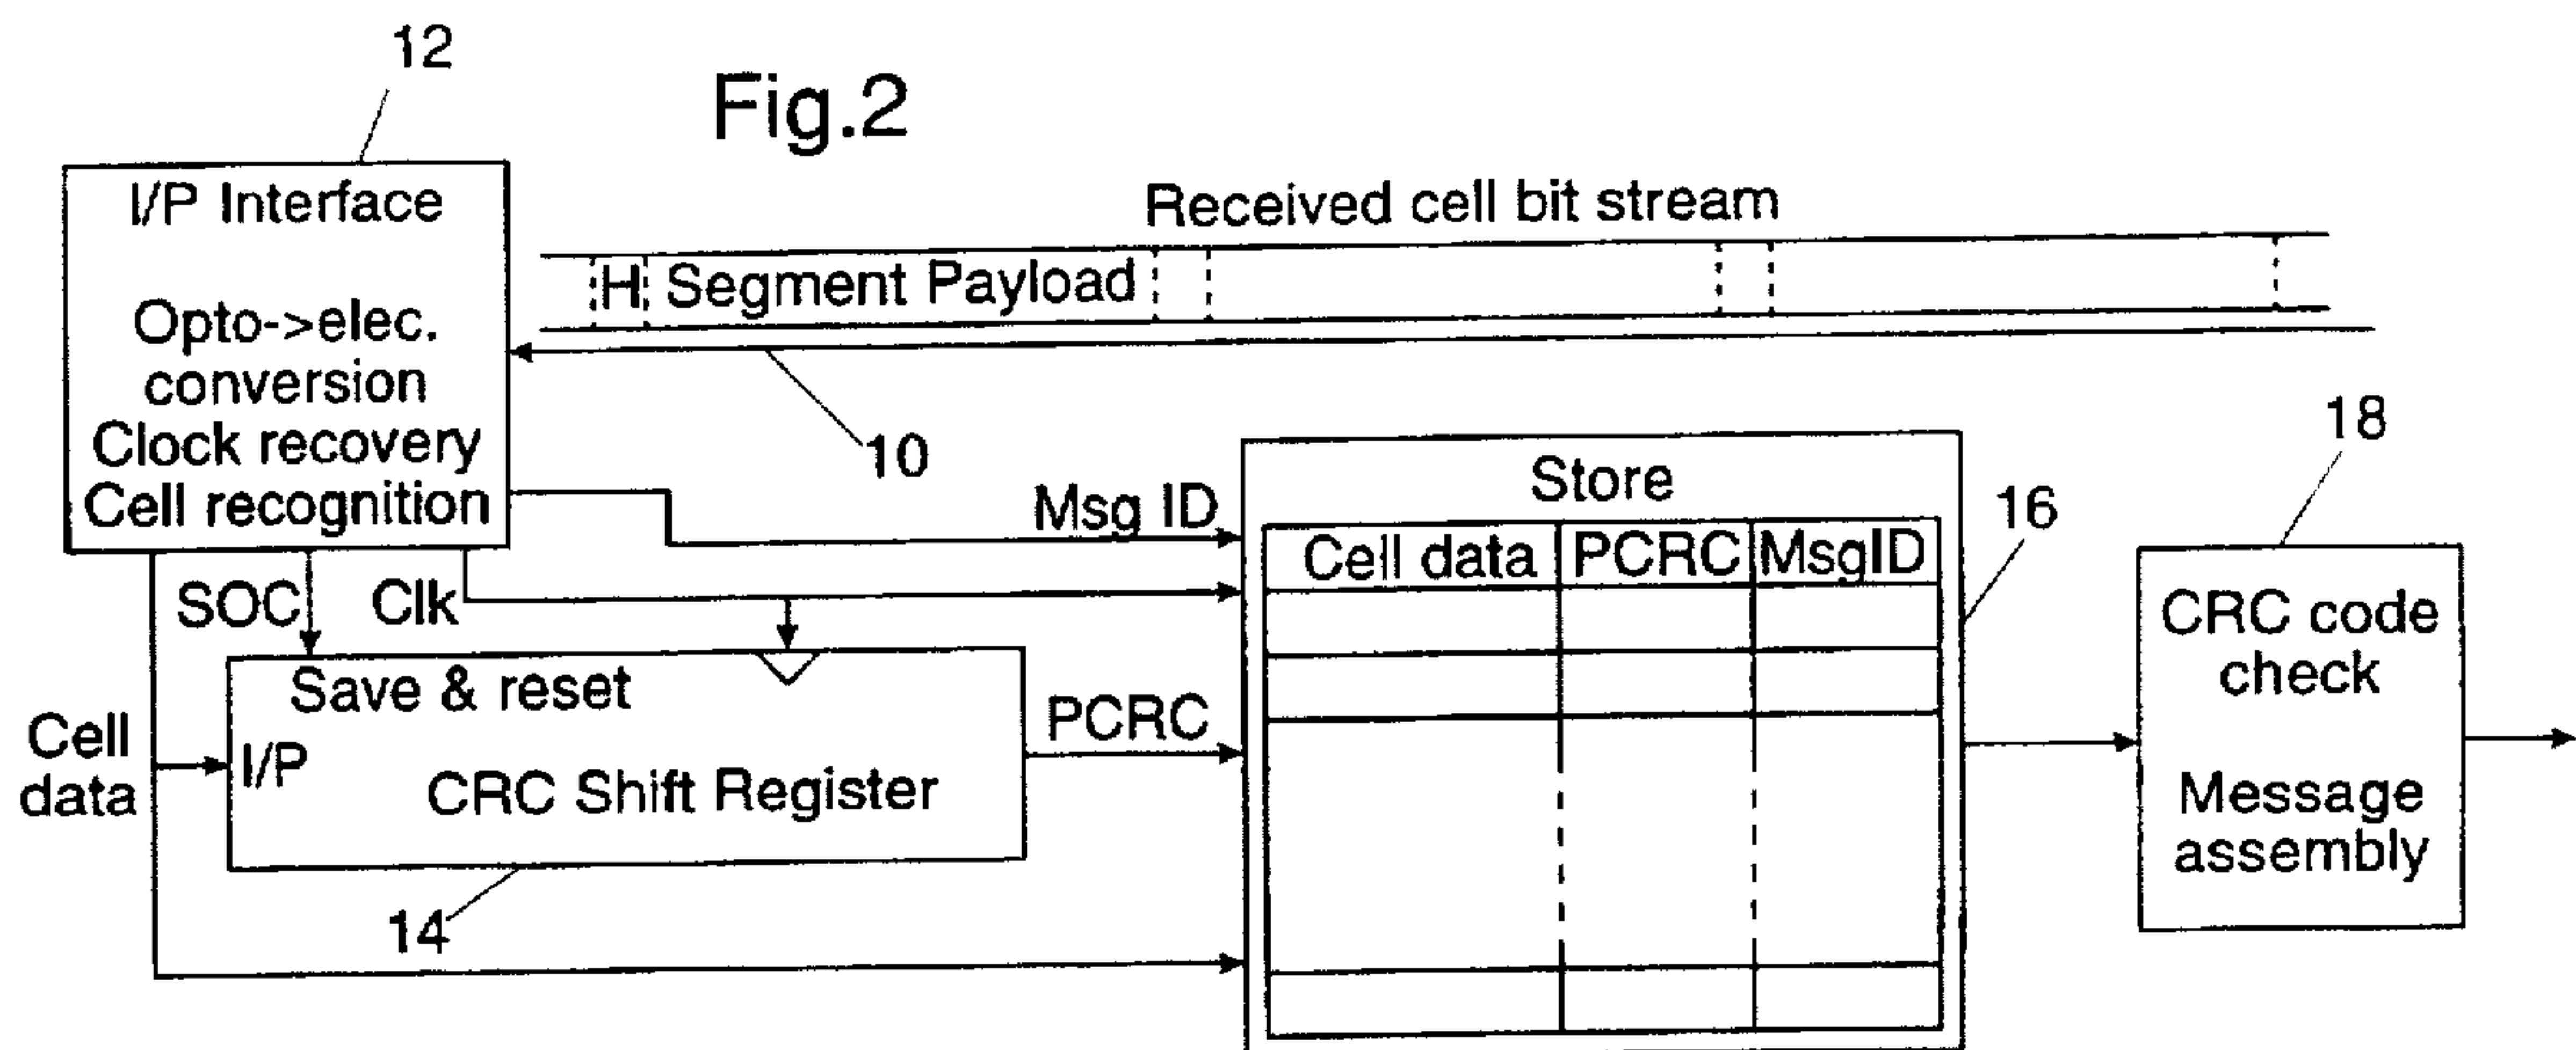 12
Fig.2
I/P Interface
Opto->elec.
conversion
Clock recovery
Cell recognition
Received cell bit stream
H Segment Payload
10
Msg ID
SOC Clk
Save & reset
I/P
CRC Shift Register
Cell
data
14
PCRC
Store
Cell data PCRC MsgID
16
18
CRC code
check
Message
assembly